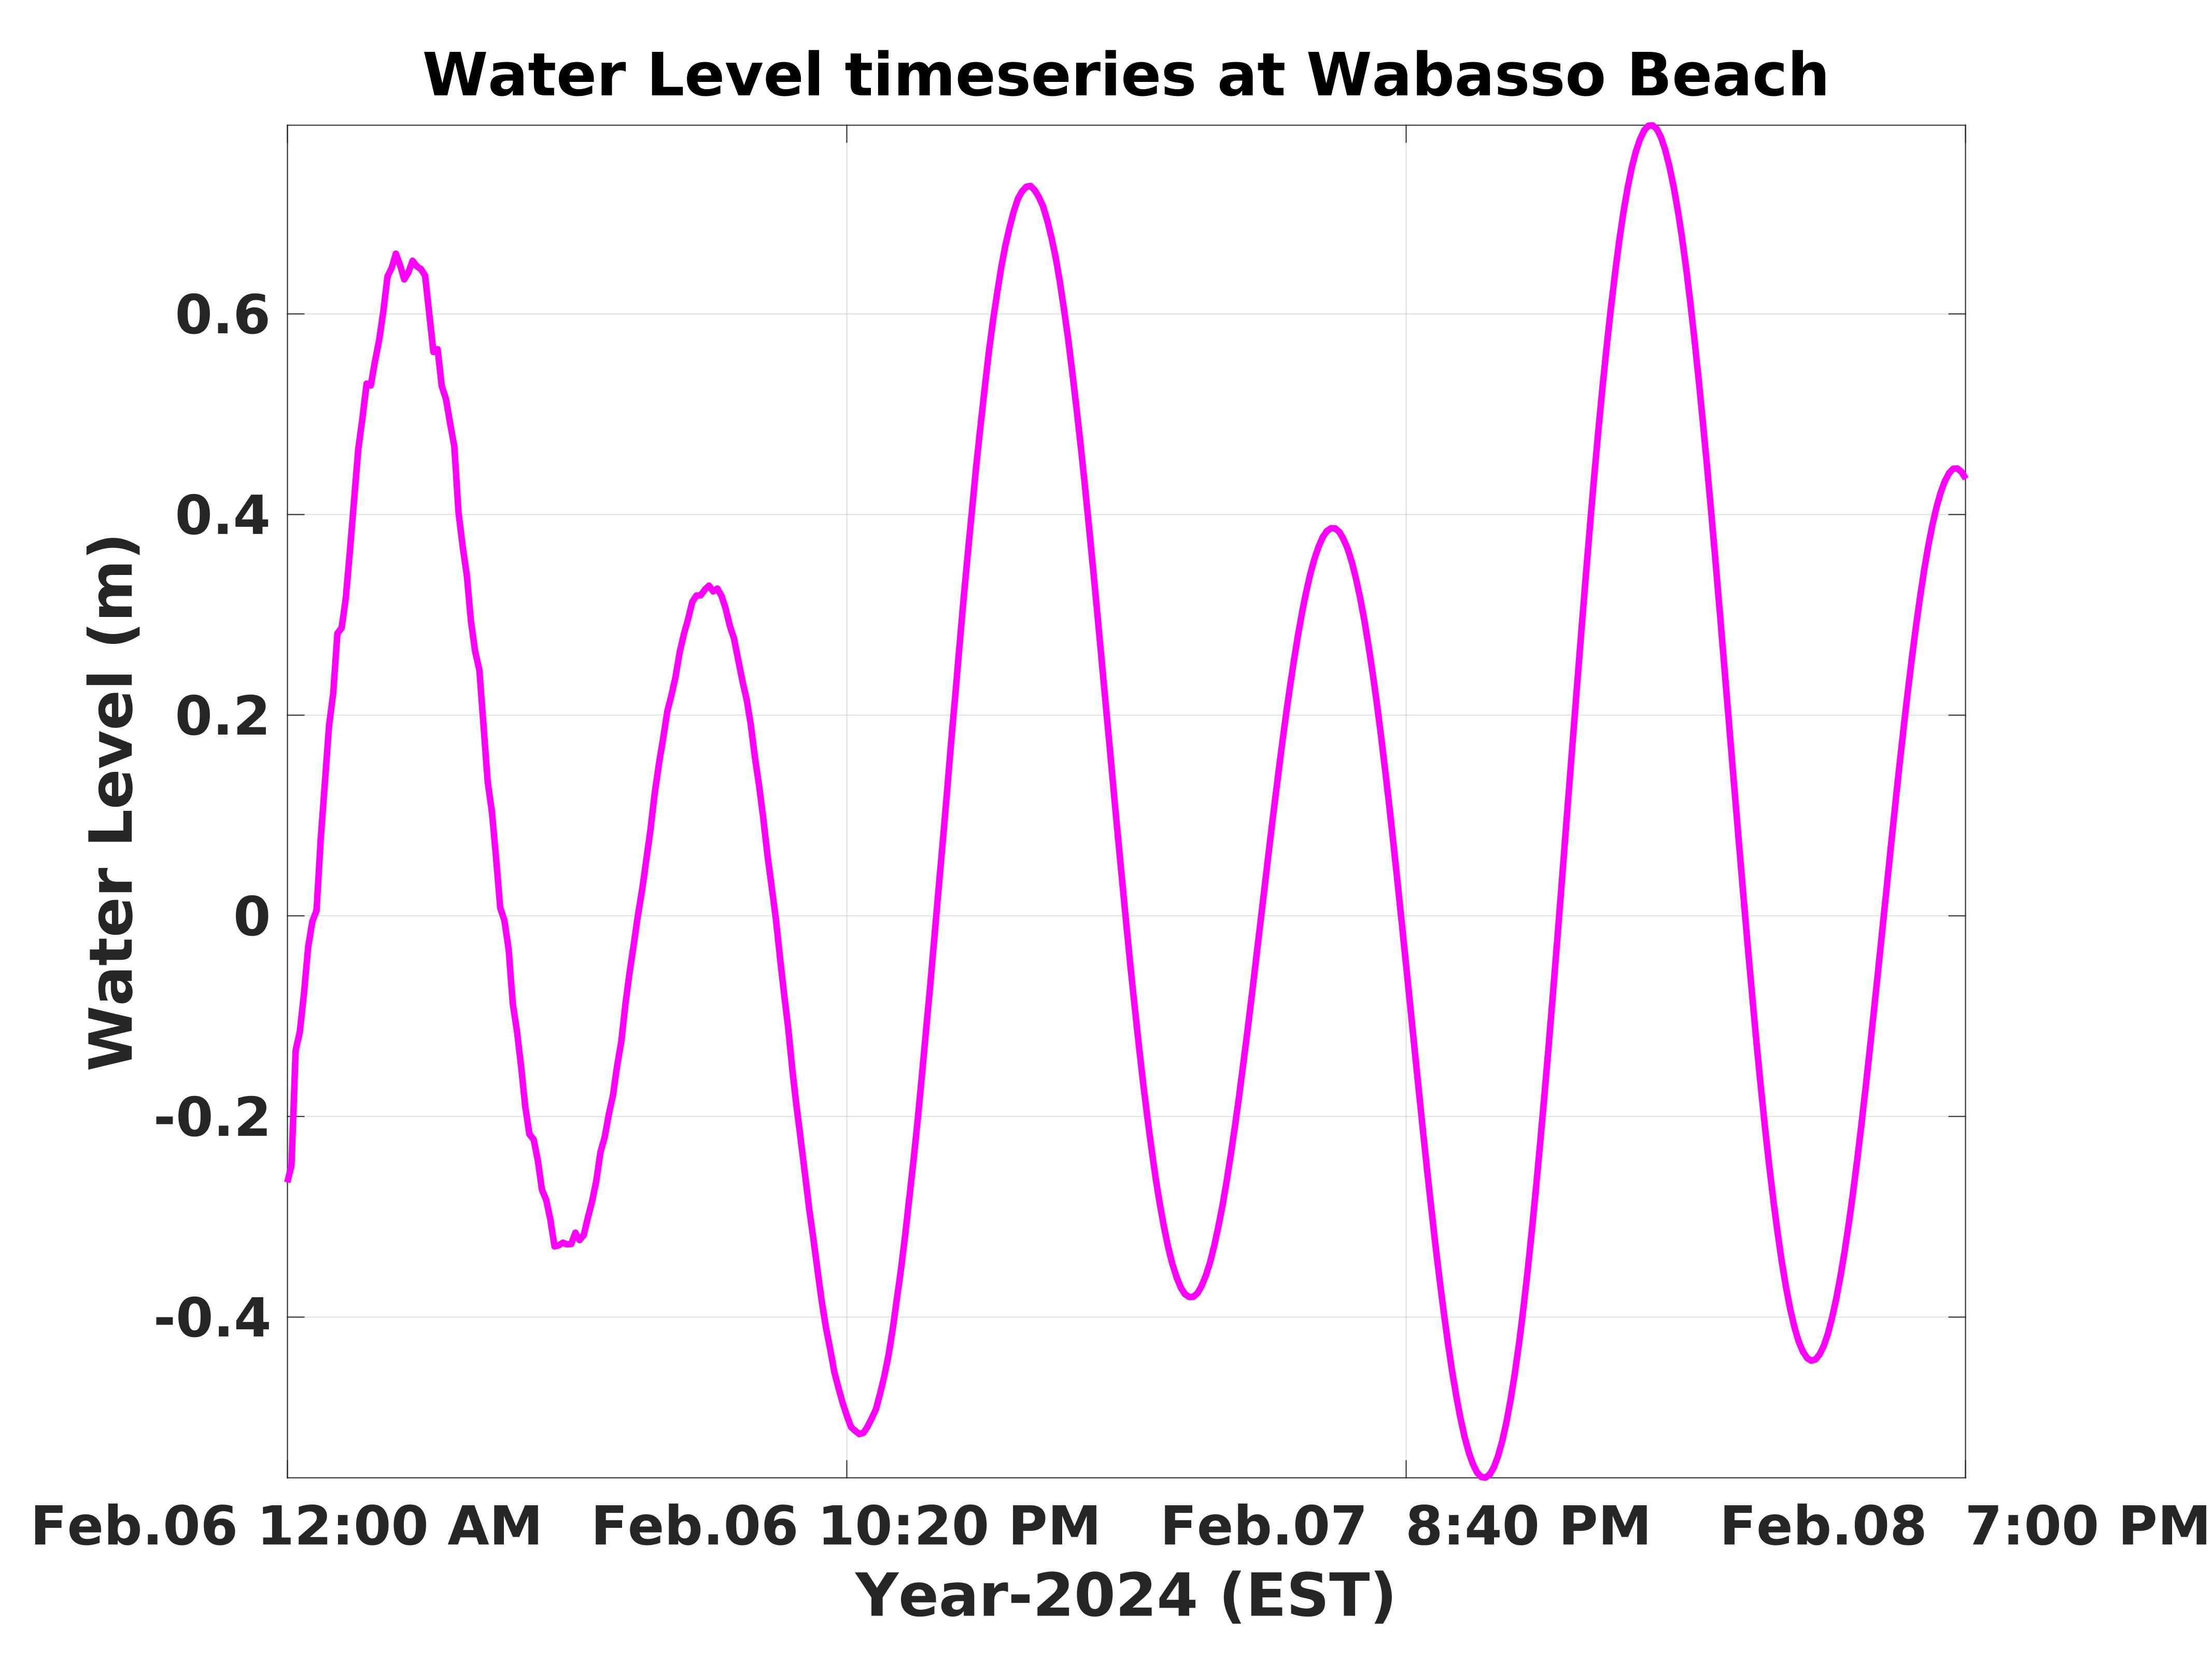 Water Level timeseries at Wabasso Beach
Water Level (m)
0.6
0.4
0.2
0
-0.2
-0.4
Feb.06 12:00 AM Feb.06 10:20 PM Feb.07 8:40 PM Feb.08 7:00 PM
Year-2024 (EST)